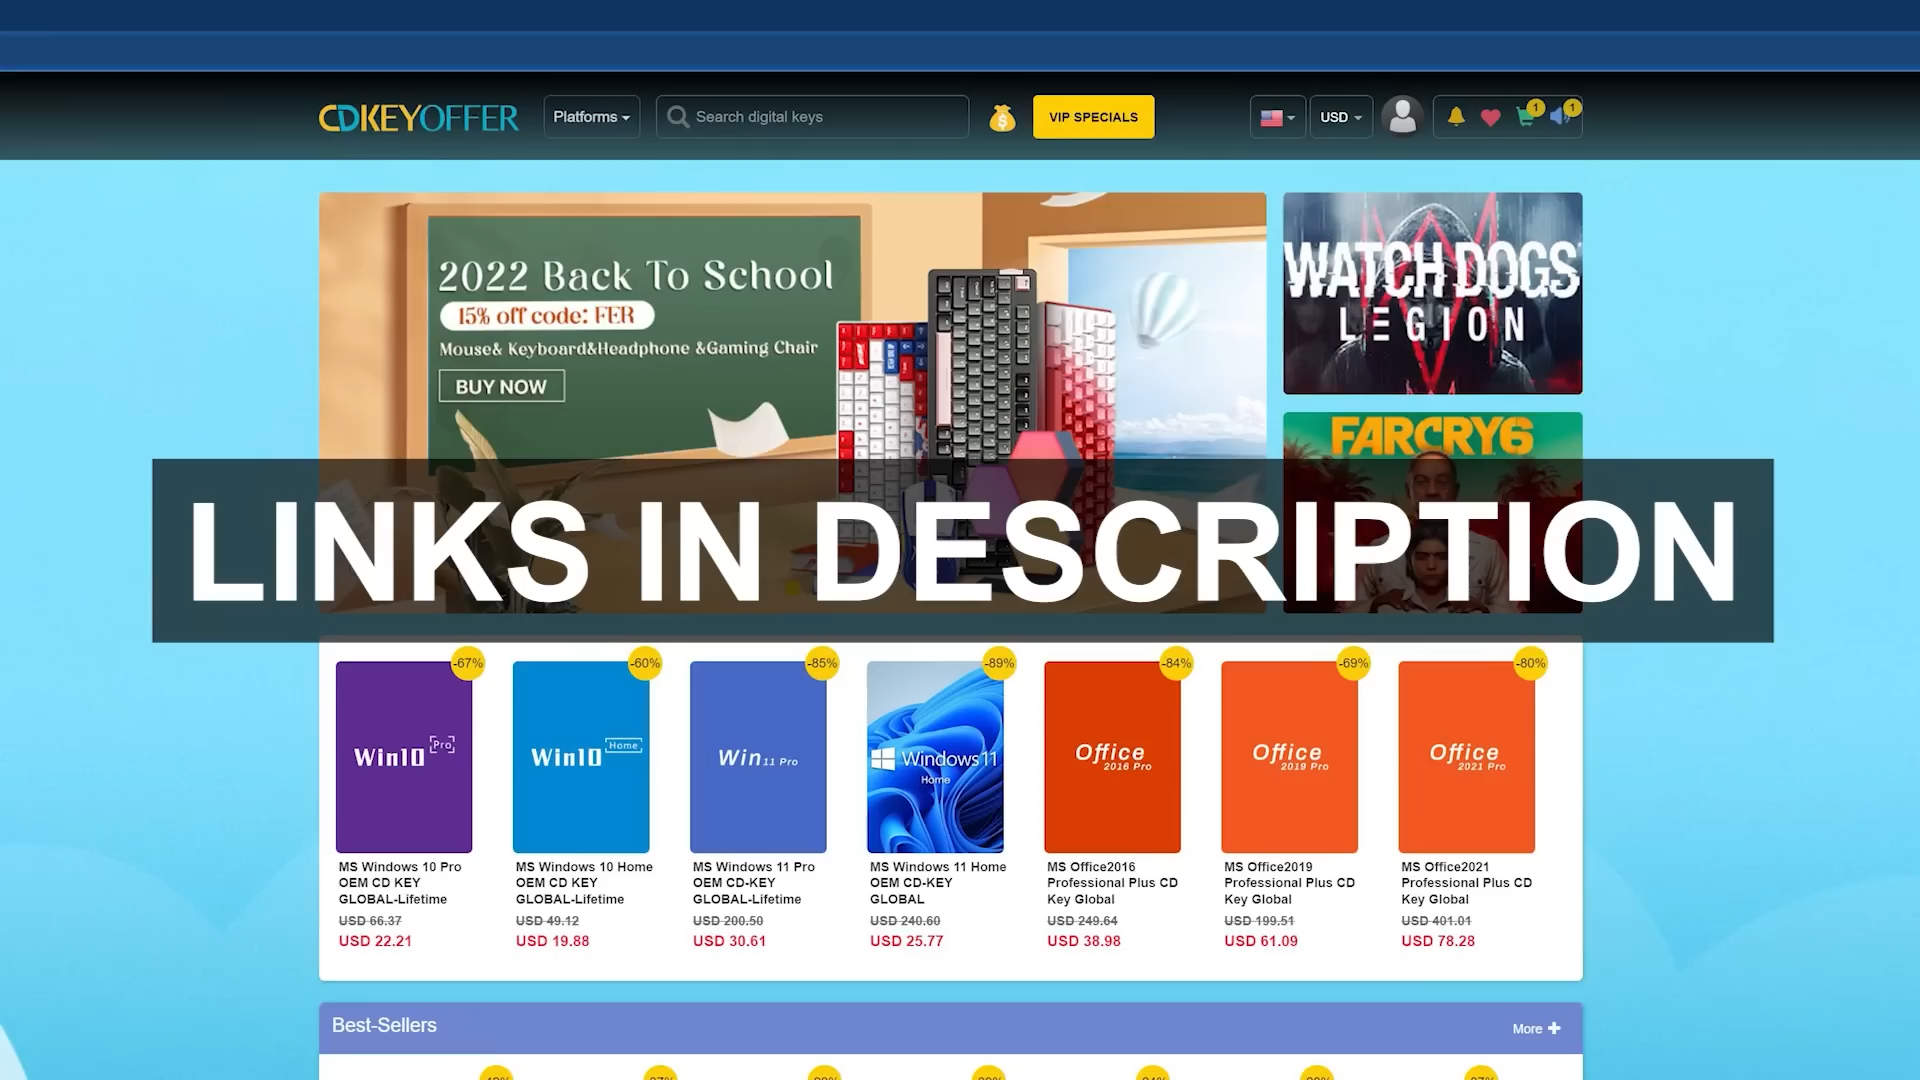 CDKEYOFFER
Platforms
Search digital keys
VIP SPECIALS
USD
1
1
2022 Back To School
15% off code: FER
Mouse& Keyboard&Headphone &Gaming Chair
BUY NOW
WATCH DOGS
LEGION
FARCRY6
LINKS IN DESCRIPTION
-67%
-60%
-85%
-89%
-84%
-69%
-80%
Win10 Pro
Win10 Home
Win 11 Pro
Windows 11
Home
Office
2016 Pro
Office
2019 Pro
Office
2021 Pro
MS Windows 10 Pro
OEM CD KEY
GLOBAL-Lifetime
USD 66.37
USD 22.21
MS Windows 10 Home
OEM CD KEY
GLOBAL-Lifetime
USD 49.12
USD 19.88
MS Windows 11 Pro
OEM CD-KEY
GLOBAL-Lifetime
USD 200.50
USD 30.61
MS Windows 11 Home
OEM CD-KEY
GLOBAL
USD 240.60
USD 25.77
MS Office2016
Professional Plus CD
Key Global
USD 249.64
USD 38.98
MS Office2019
Professional Plus CD
Key Global
USD 199.51
USD 61.09
MS Office2021
Professional Plus CD
Key Global
USD 401.01
USD 78.28
Best-Sellers
More